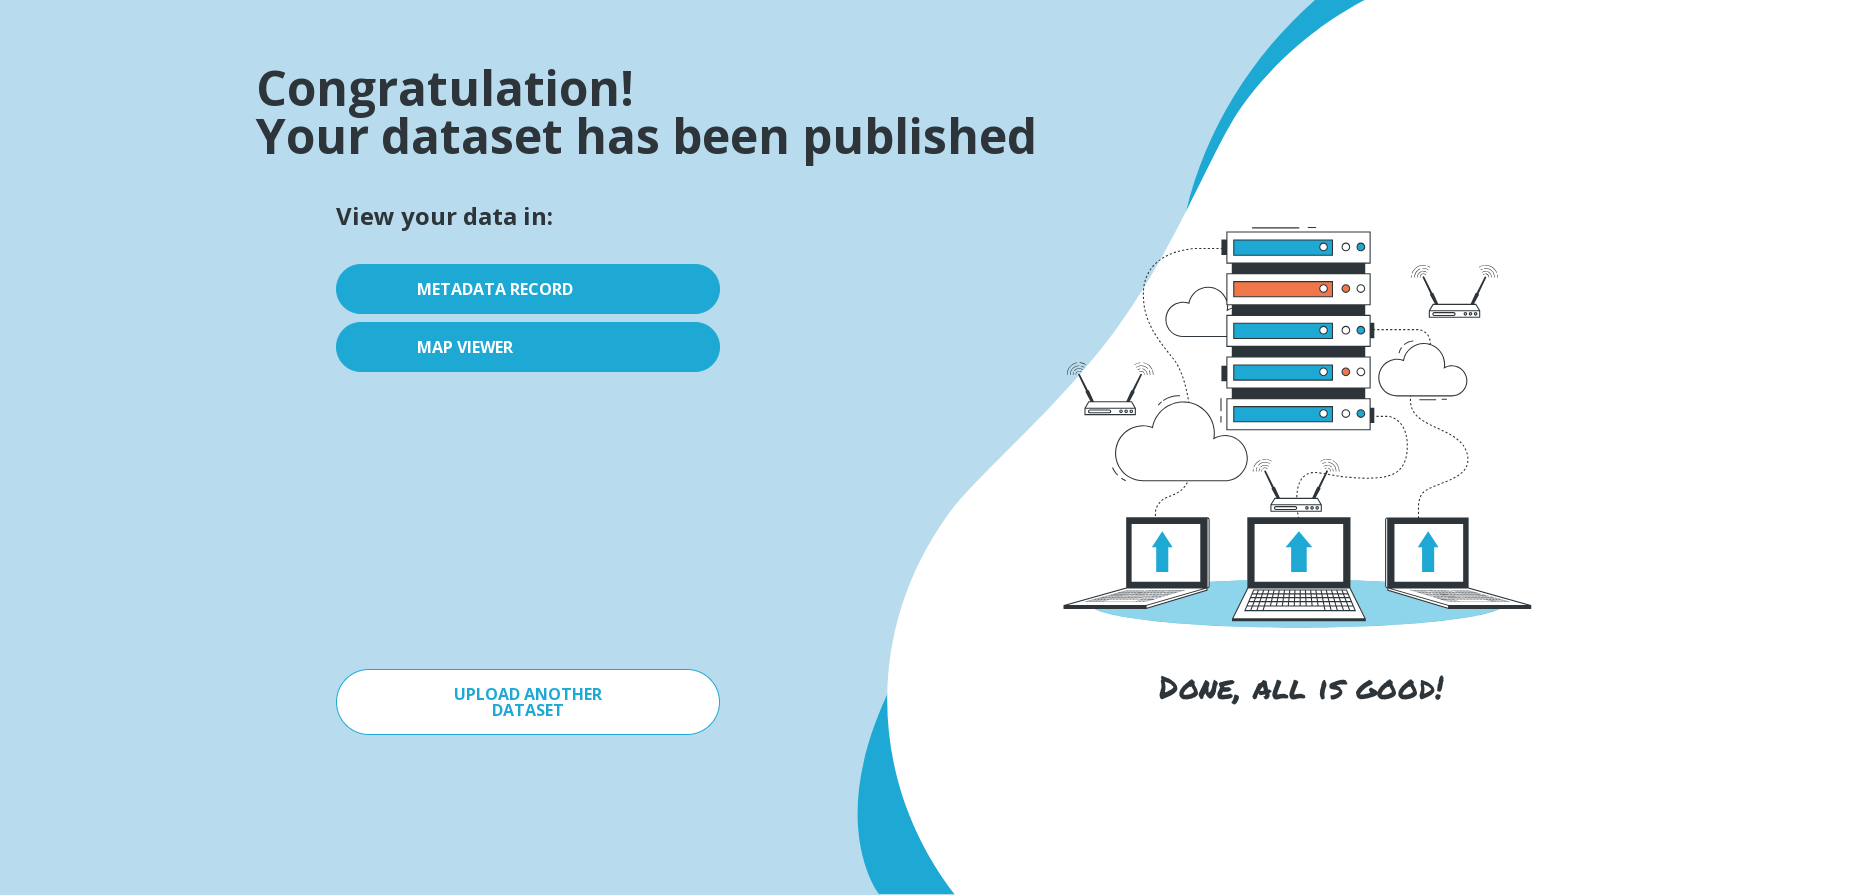 Congratulation!
Your dataset has been published
View your data in:
METADATA RECORD
MAP VIEWER
UPLOAD ANOTHER
DATASET
Done, all is good!